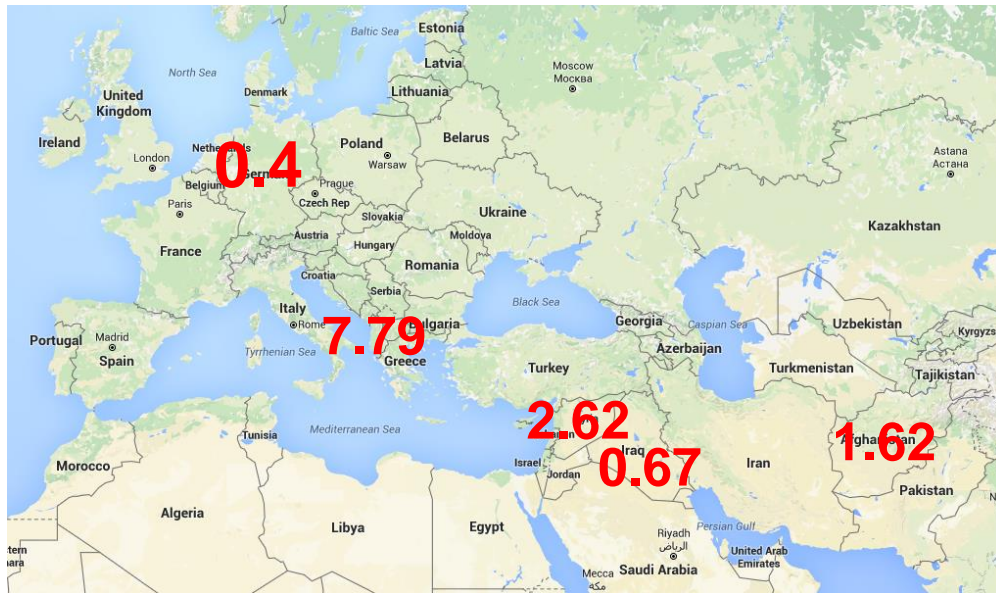 Estonia
Baltic Sea
Latvia
Moscow
Москва
North Sea
Denmark
Lithuania
United
Kingdom
Ireland
Belarus
Poland
Warsaw
London
0.4
Belgium
Prague
Czech Rep
Astana
Астана
Paris
Slovakia
Ukraine
Kazakhstan
Austria
Moldova
France
Hungary
Romania
Croatia
Serbia
Italy
Black Sea
Rome
7.79
Bulgaria
Georgia
Caspian Sea
Uzbekistan
Kyrgyzs
Portugal
Madrid
Spain
Tyrrhenian Sea
Greece
Azerbaijan
Turkey
Turkmenistan
Tajikistan
2.62
1.62
Mediterranean Sea
Tunisia
Iraq
0.67
Israel
Jordan
Iran
Morocco
Pakistan
Algeria
Libya
Egypt
Persian Gulf
Riyadh
الرياض
United Arab
Emirates
Mecca
مكة
Saudi Arabia